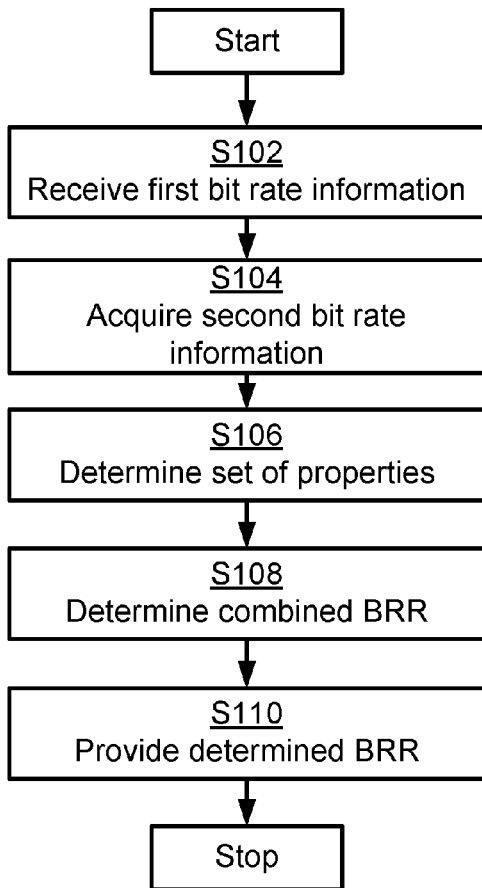 Start
S102
Receive first bit rate information
S104
Acquire second bit rate
information
S106
Determine set of properties
S108
Determine combined BRR
S110
Provide determined BRR
Stop